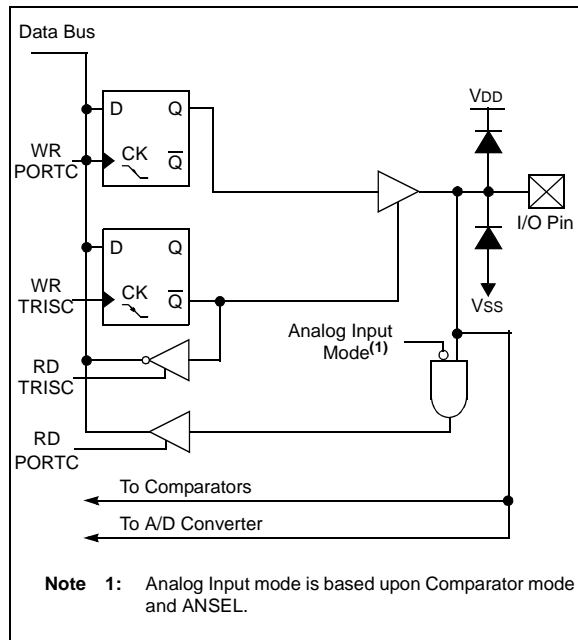 Data Bus
D Q
WR
PORTC
CK
Q
VDD
I/O Pin
D Q
WR
TRISC
CK
Q
VSS
Analog Input
Mode(1)
RD
TRISC
RD
PORTC
To Comparators
To A/D Converter
Note 1: Analog Input mode is based upon Comparator mode
and ANSEL.